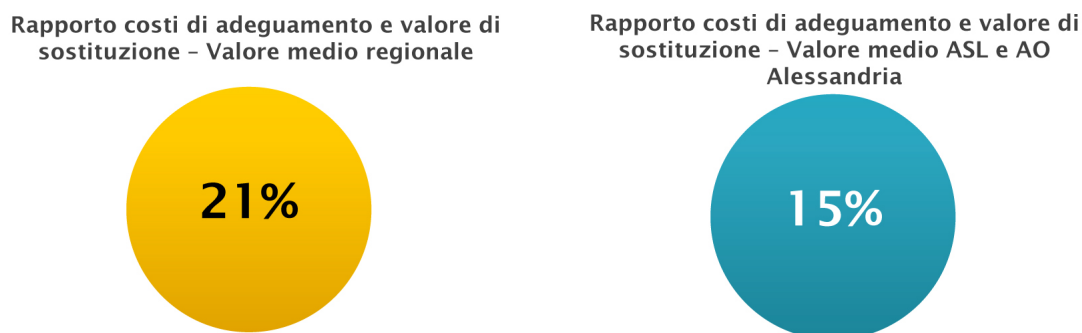 Rapporto costi di adeguamento e valore di
sostituzione – Valore medio regionale
21%
Rapporto costi di adeguamento e valore di
sostituzione – Valore medio ASL e AO
Alessandria
15%